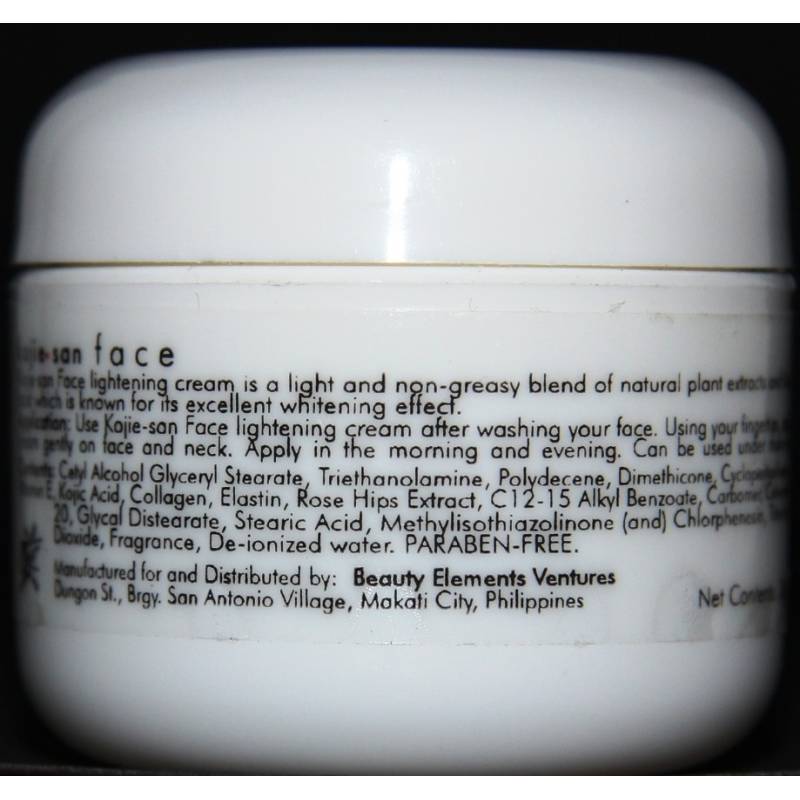 kojie-san face
Face lightening cream is a light and non-greasy blend of natural plant extracts
which is known for its excellent whitening effect.
Use Kojie-san Face lightening cream after washing your face. Using your
gently on face and neck. Apply in the morning and evening. Can be used under
Cetyl Alcohol Glyceryl Stearate, Triethanolamine, Polydecene, Dimethicone,
E, Kojic Acid, Collagen, Elastin, Rose Hips Extract, C12-15 Alkyl Benzoate, Carbomer,
20, Glycol Distearate, Stearic Acid, Methylisothiazolinone (and) Chlorphenesin,
Dioxide, Fragrance, De-ionized water. PARABEN-FREE.
Manufactured for and Distributed by: Beauty Elements Ventures
Dungon St., Brgy. San Antonio Village, Makati City, Philippines
Net